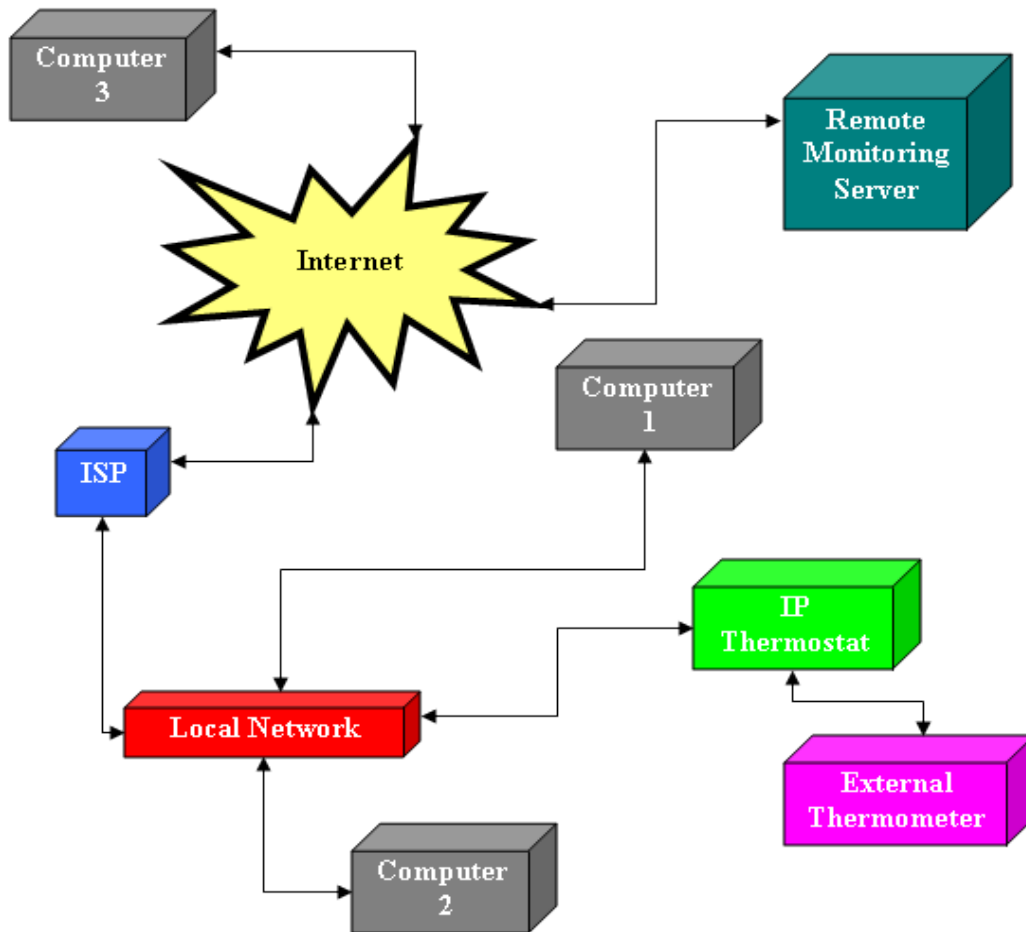 Computer
3
Remote
Monitoring
Server
Internet
Computer
1
ISP
IP
Thermostat
Local Network
External
Thermometer
Computer
2